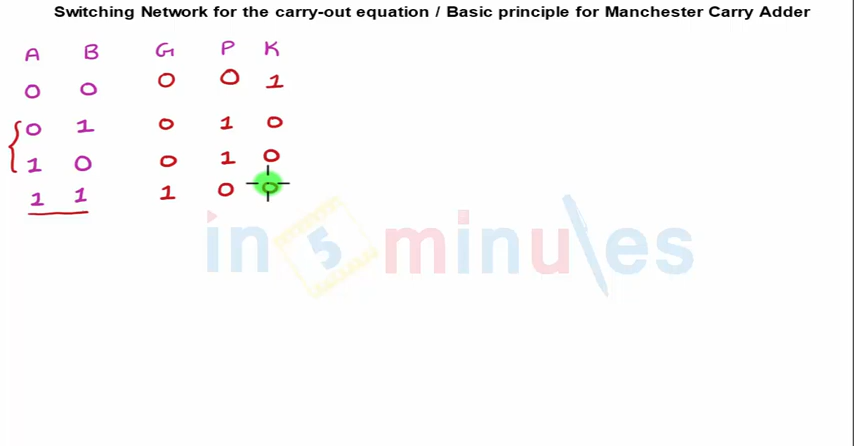 Switching Network for the carry-out equation / Basic principle for Manchester Carry Adder
A B G P K
0 0 0 0 1
0 1 0 1 0
1 0 0 1 0
1 1 1 0 0
in 5 minutes